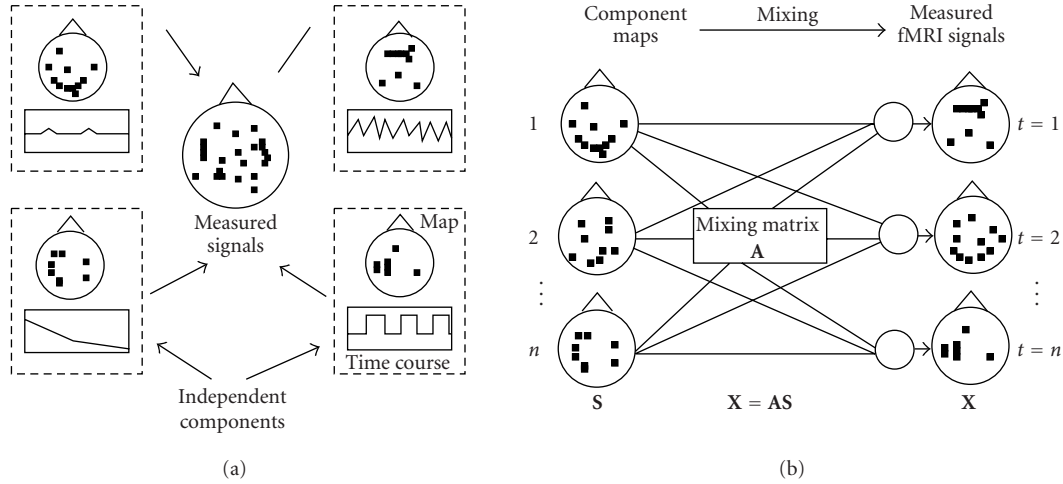 Measured
signals
Map
Time course
Independent
components
(a)
Component
maps
Mixing
Measured
fMRI signals
1
t = 1
2
Mixing matrix
A
t = 2
⋮
⋮
n
t = n
S
X = AS
X
(b)